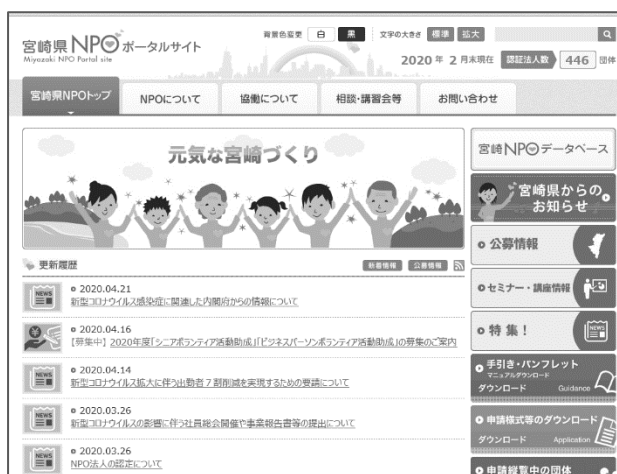 背景色変更 白 黒 文字の大きさ 標準 拡大
宮崎県NPOポータルサイト
Miyazaki NPO Portal site
2020 年 2 月末現在 認証法人数 446 団体
宮崎県NPOトップ NPOについて 協働について 相談・講習会等 お問い合わせ
元気な宮崎づくり
更新履歴 新着情報 公募情報
NEWS 2020.04.21
新型コロナウイルス感染症に関連した内閣府からの情報について
2020.04.16
【募集中】2020年度「シニアボランティア活動助成」「ビジネスパーソンボランティア活動助成」の募集のご案内
NEWS 2020.04.14
新型コロナウイルス拡大に伴う出勤者7割削減を実現するための要請について
NEWS 2020.03.26
新型コロナウイルスの影響に伴う社員総会開催や事業報告書等の提出について
NEWS 2020.03.26
NPO法人の認定について
宮崎NPOデータベース
宮崎県からの
お知らせ
公募情報
セミナー・講座情報
特集！
NEWS
手引き・パンフレット
マニュアルダウンロード
ダウンロード Guidance
申請様式等のダウンロード
ダウンロード Application
申請縦覧中の団体